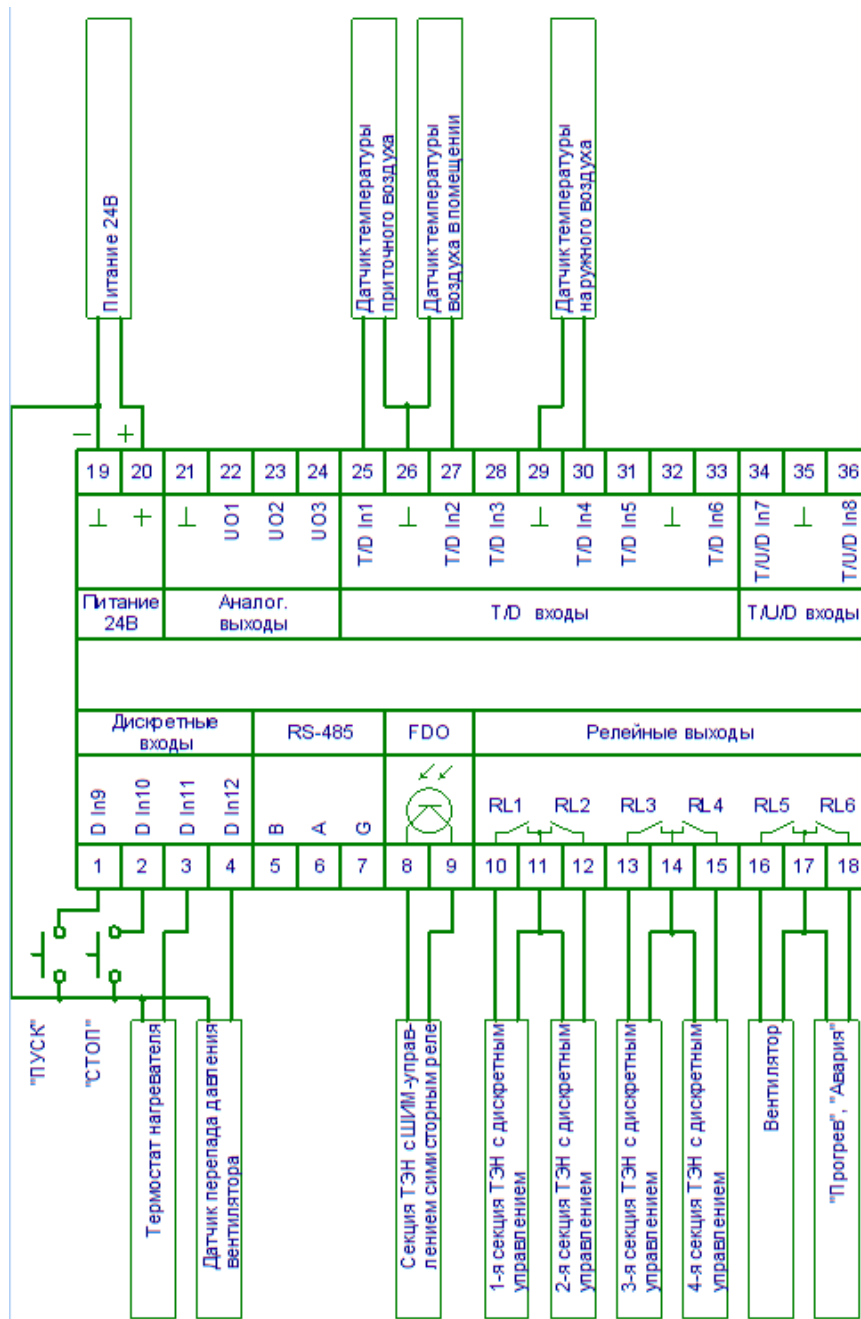 Питание 24В
Датчик температуры
приточного воздуха
Датчик температуры
воздуха в помещении
Датчик температуры
наружного воздуха
− +
19 20 21 22 23 24 25 26 27 28 29 30 31 32 33 34 35 36
⊥ + ⊥ UO1 UO2 UO3 T/D In1 ⊥ T/D In2 T/D In3 ⊥ T/D In4 T/D In5 ⊥ T/D In6 T/U/D In7 ⊥ T/U/D In8
Питание
24В
Аналог.
выходы
T/D входы
T/U/D входы
Дискретные
входы
RS-485
FDO
Релейные выходы
D In9 D In10 D In11 D In12 B A G
RL1 RL2 RL3 RL4 RL5 RL6
1 2 3 4 5 6 7 8 9 10 11 12 13 14 15 16 17 18
"ПУСК"
"СТОП"
Термостат нагревателя
Датчик перепада давления
вентилятора
Секция ТЭН с ШИМ-управ-
лением симисторным реле
1-я секция ТЭН с дискретным
управлением
2-я секция ТЭН с дискретным
управлением
3-я секция ТЭН с дискретным
управлением
4-я секция ТЭН с дискретным
управлением
Вентилятор
"Прогрев", "Авария"